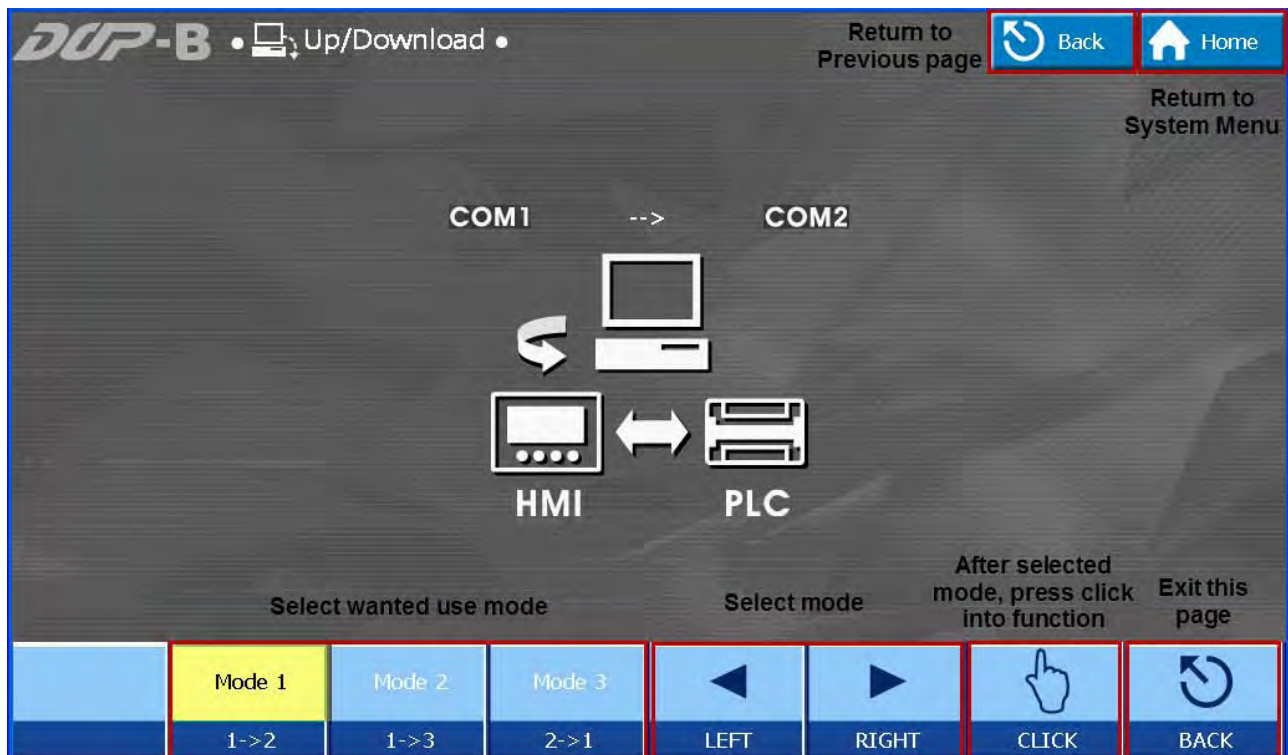 DOP-B • Up/Download •
Return to
Previous page
Back
Home
Return to
System Menu
COM1 --> COM2
HMI PLC
Select wanted use mode
Select mode
After selected
mode, press click
into function
Exit this
page
Mode 1 Mode 2 Mode 3
1->2 1->3 2->1 LEFT RIGHT CLICK BACK